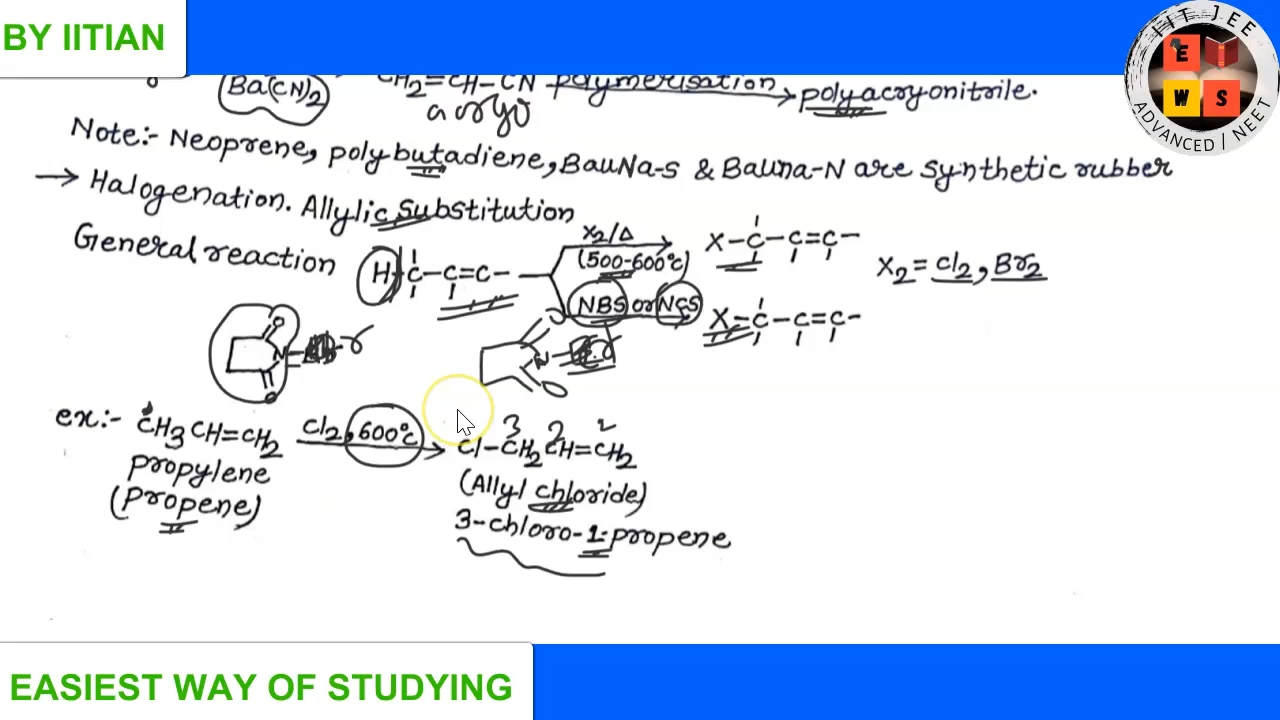 BY IITIAN
IIT JEE
E
W S
ADVANCED | NEET
Ba(CN)2 CH2=CH-CN polymerisation polyacryonitrile.
Note:- Neoprene, polybutadiene, BauNa-s & Bauna-N are synthetic rubber
→ Halogenation. Allylic substitution
General reaction H-C-C=C- X2/Δ (500-600°C) X-C-C=C- X2 = Cl2, Br2
NBS or NCS X-C-C=C-
ex:- CH3CH=CH2 Cl2, 600°C Cl-CH2CH=CH2
propylene (Allyl chloride)
(propene) 3-chloro-1-propene
EASIEST WAY OF STUDYING